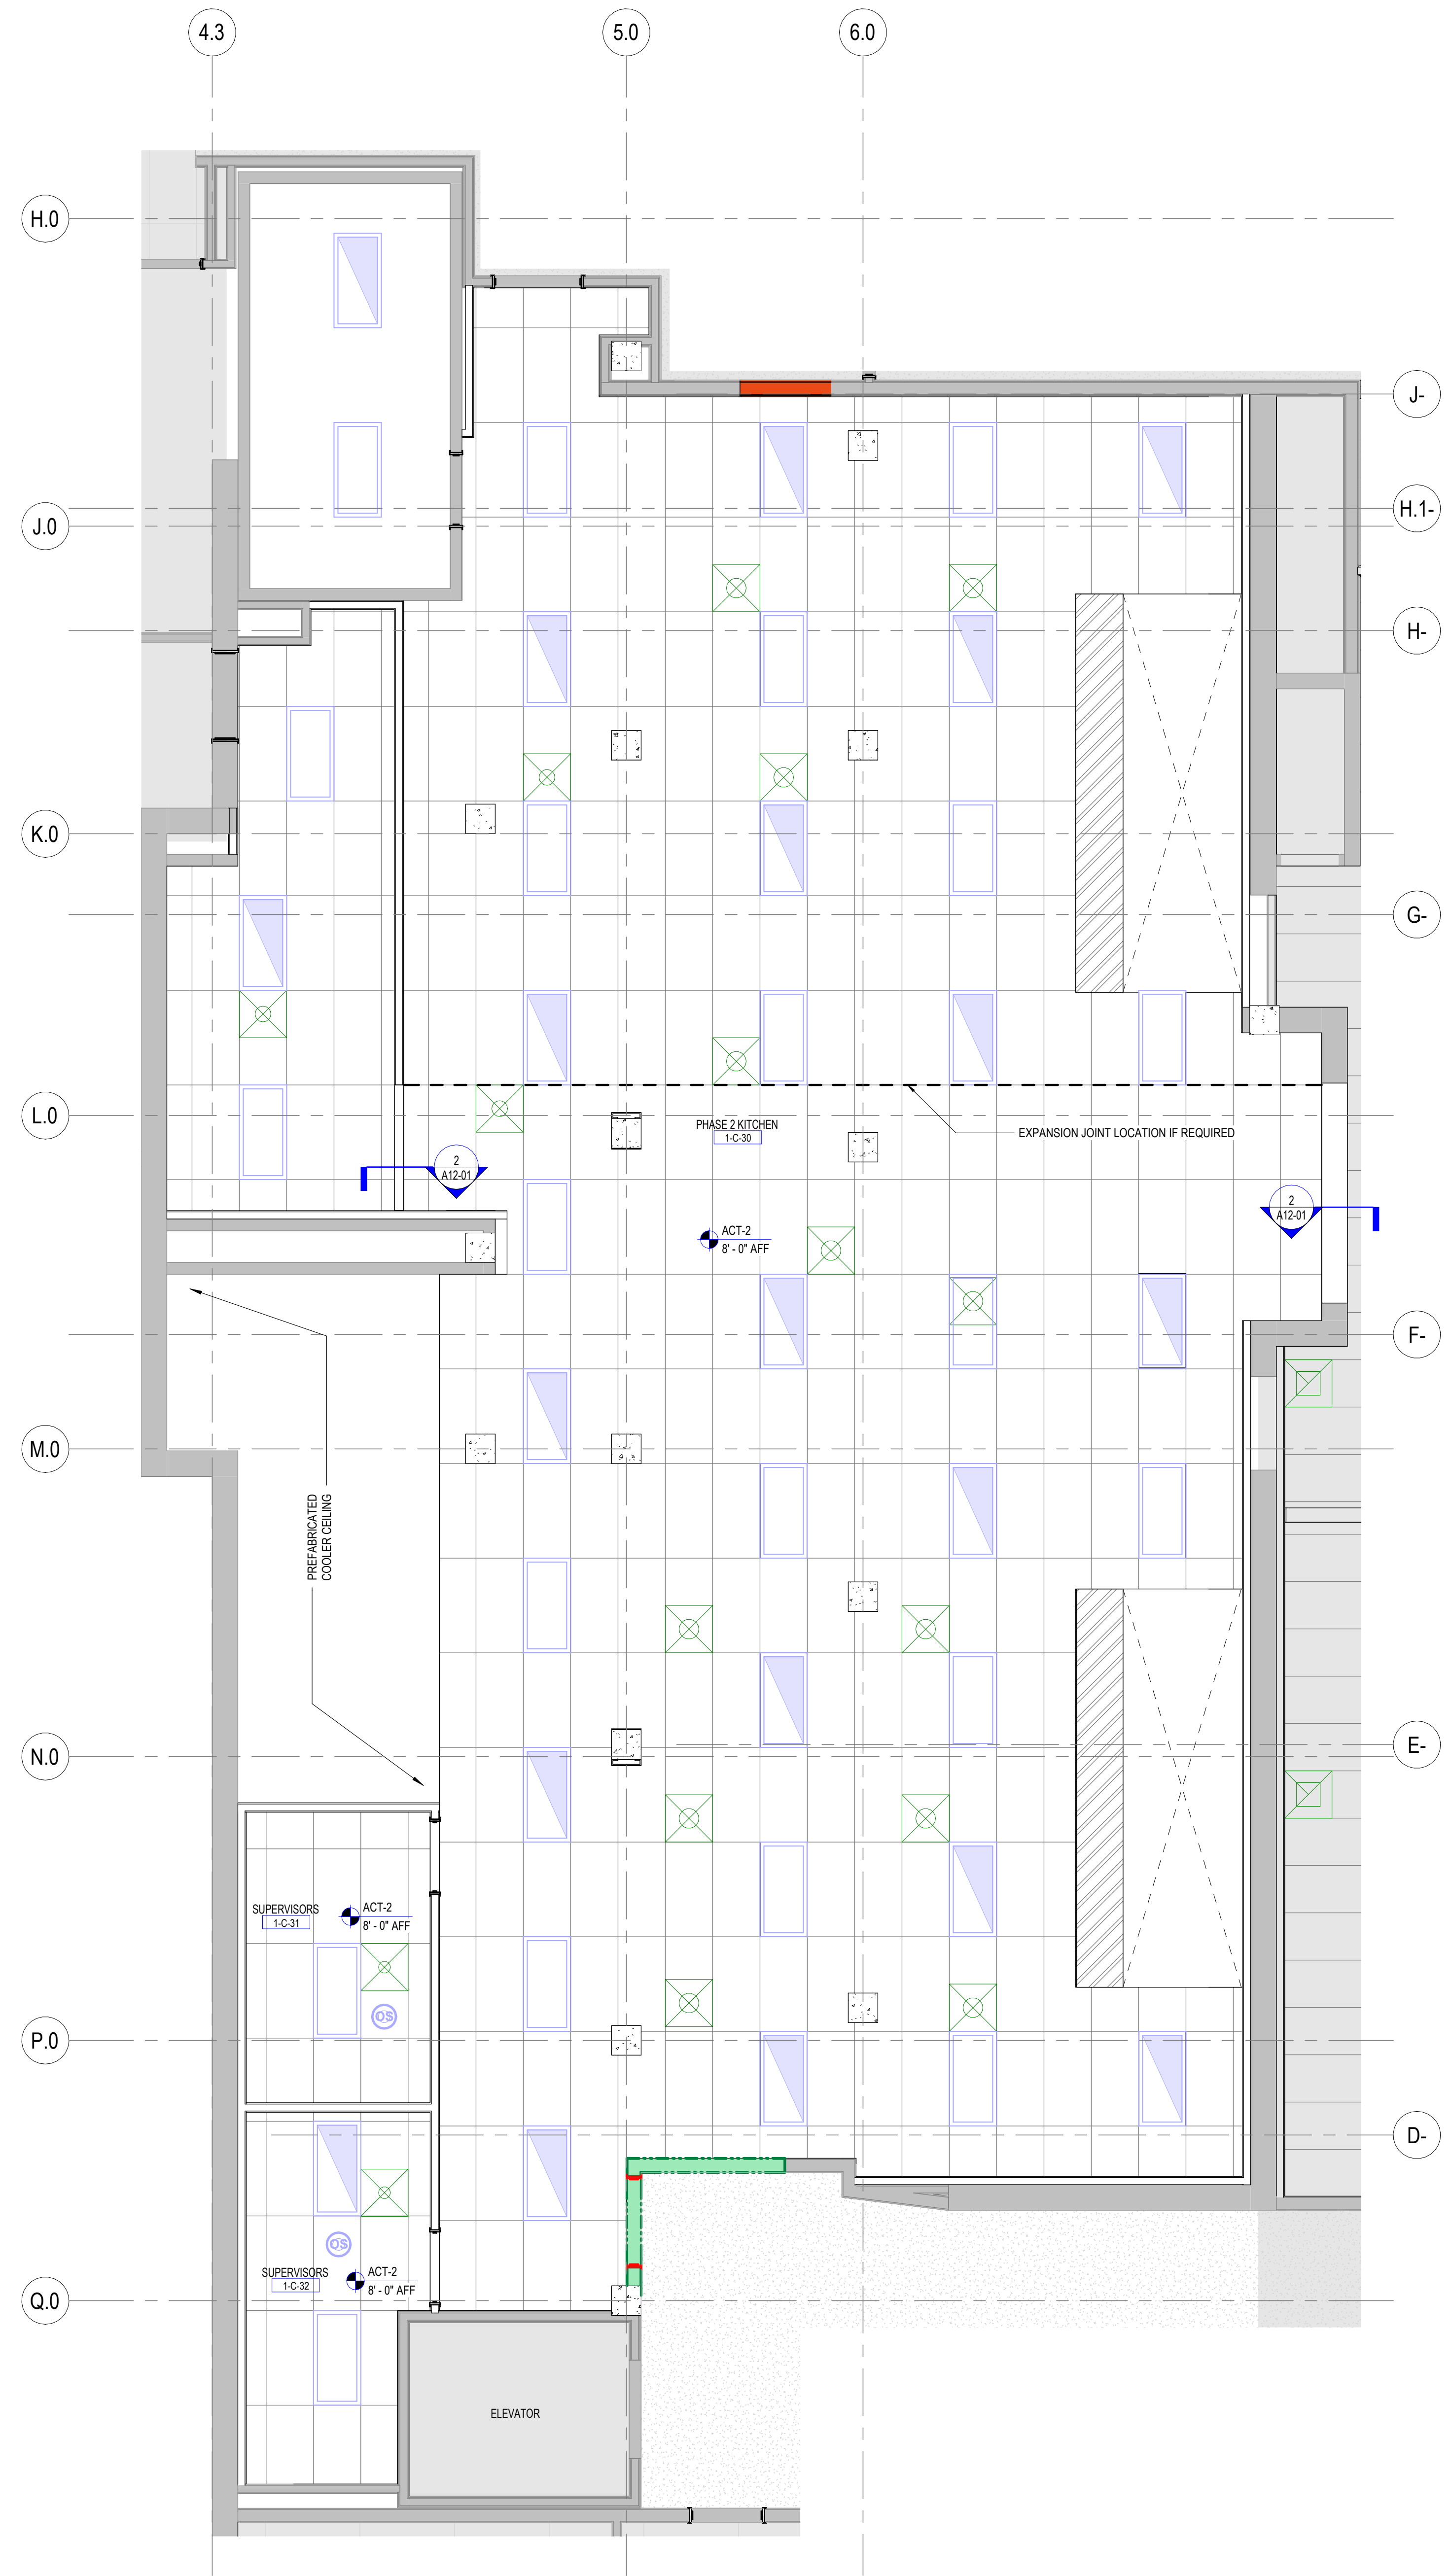 4.3
5.0
6.0
H.0
J-
H.1-
J.0
H-
K.0
G-
L.0
PHASE 2 KITCHEN
1-C-30
EXPANSION JOINT LOCATION IF REQUIRED
2
A12-01
2
A12-01
ACT-2
8' - 0" AFF
F-
M.0
PREFABRICATED
COOLER CEILING
E-
N.0
SUPERVISORS
1-C-31
ACT-2
8' - 0" AFF
OS
P.0
D-
OS
SUPERVISORS
1-C-32
ACT-2
8' - 0" AFF
Q.0
ELEVATOR